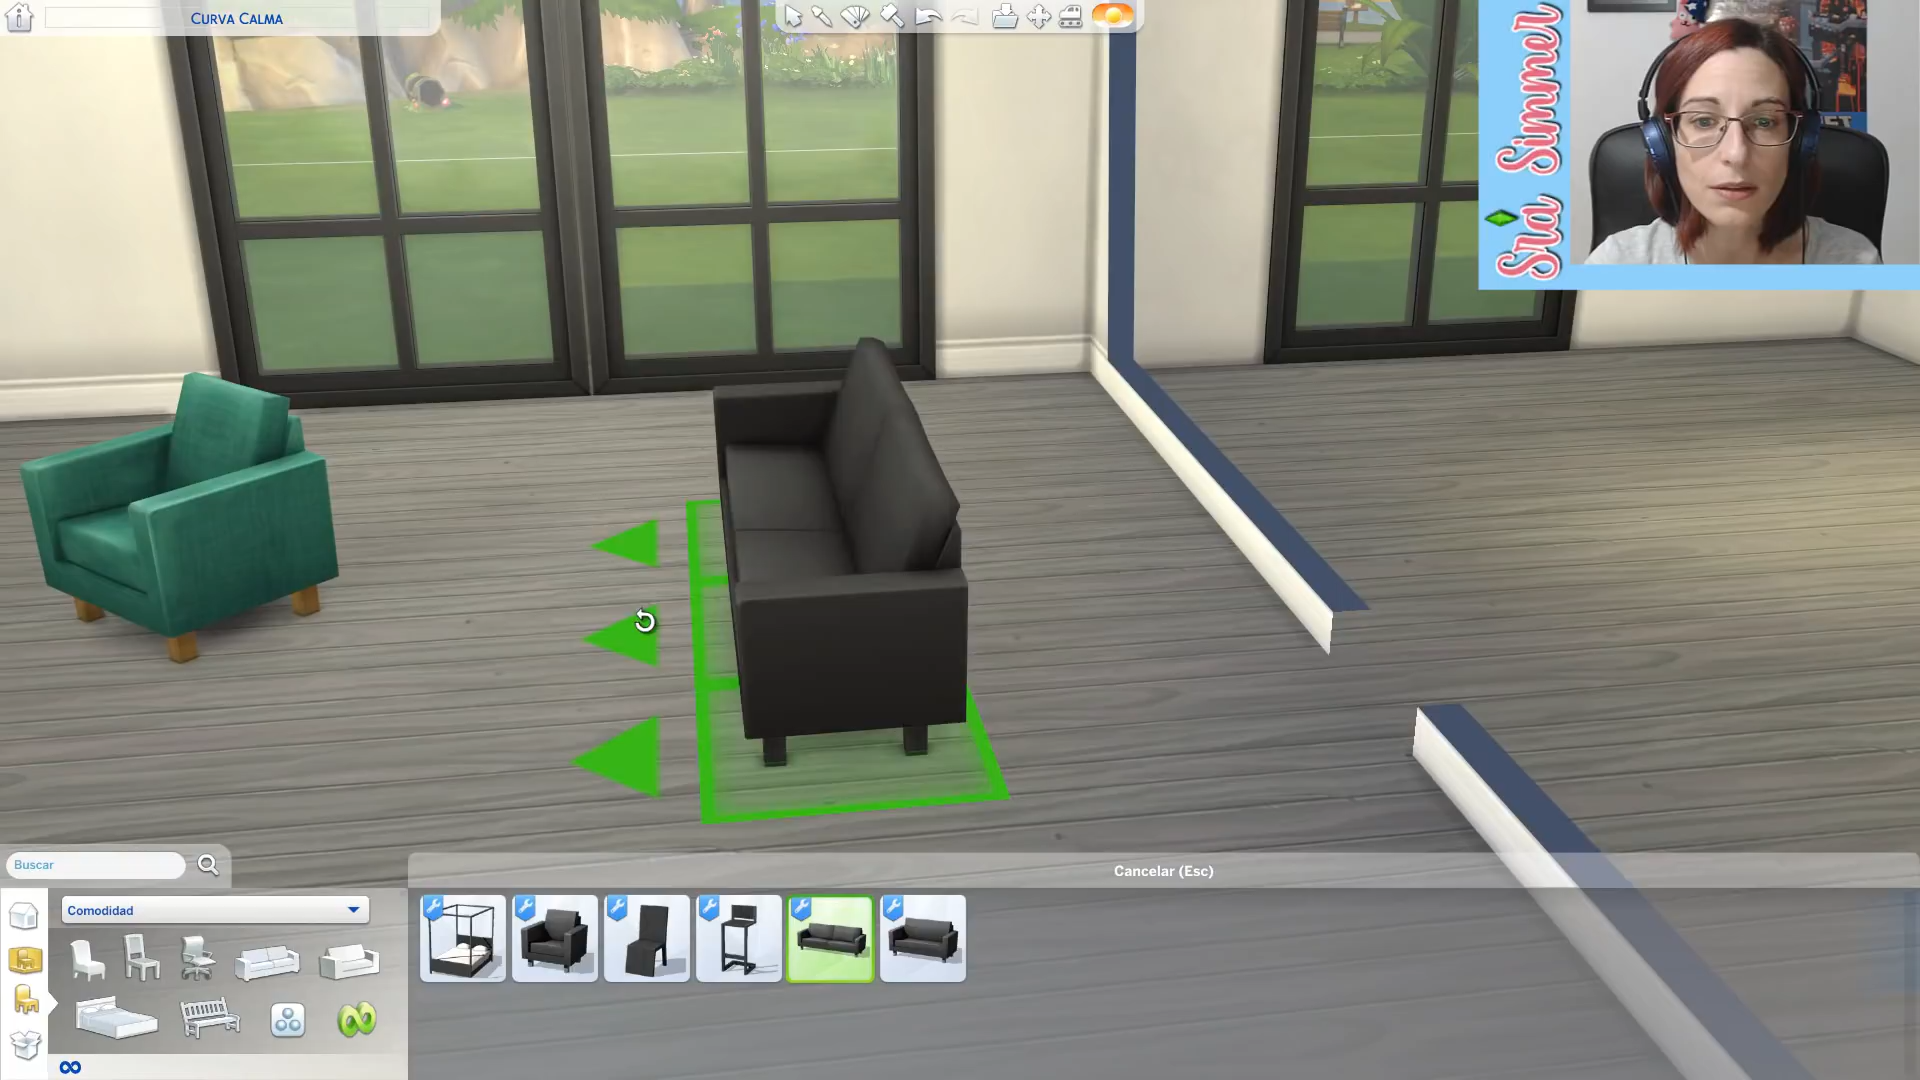 CURVA CALMA
Sra Simmer
Buscar
Cancelar (Esc)
Comodidad